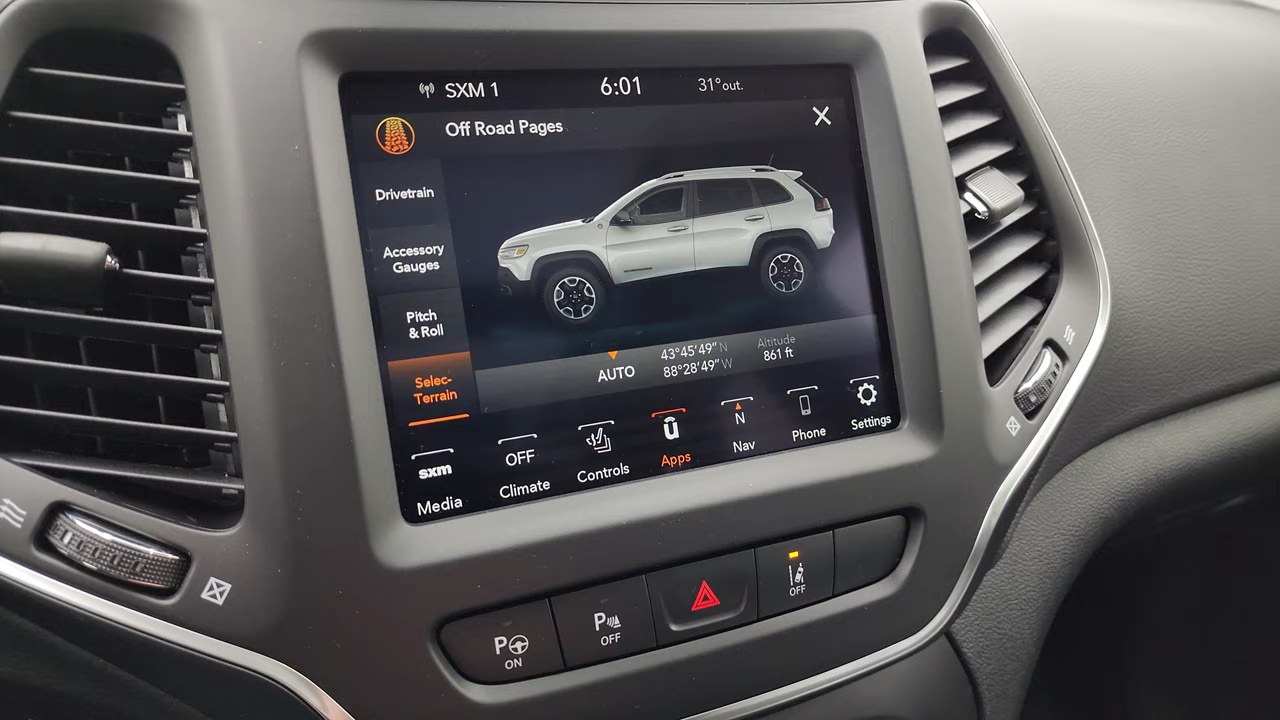 SXM 1 6:01 31°out.
Off Road Pages
Drivetrain
Accessory
Gauges
Pitch
& Roll
Selec-
Terrain
AUTO
43°45'49" N
88°28'49" W
Altitude
861 ft
sxm
Media
OFF
Climate
Controls
û
Apps
N
Nav
Phone
Settings
P
ON
P
OFF
OFF